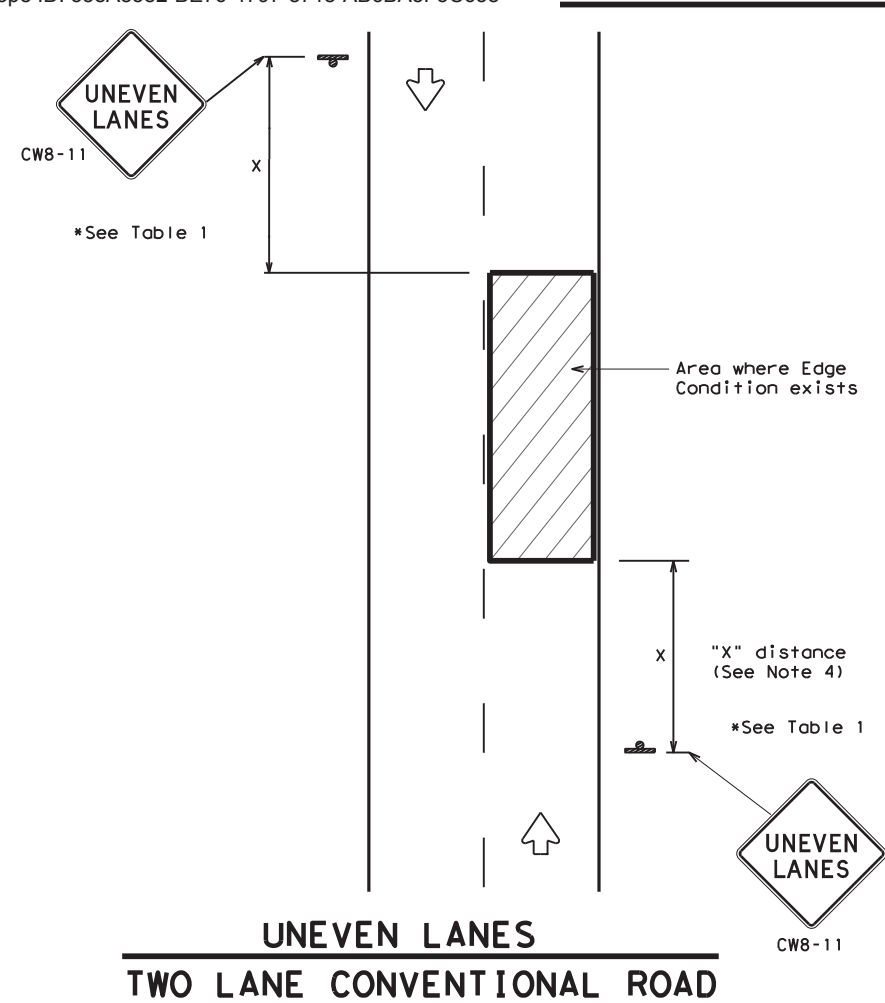 UNEVEN
LANES
CW8-11
X
*See Table 1
Area where Edge
Condition exists
X
"X" distance
(See Note 4)
*See Table 1
UNEVEN
LANES
CW8-11
UNEVEN LANES
TWO LANE CONVENTIONAL ROAD